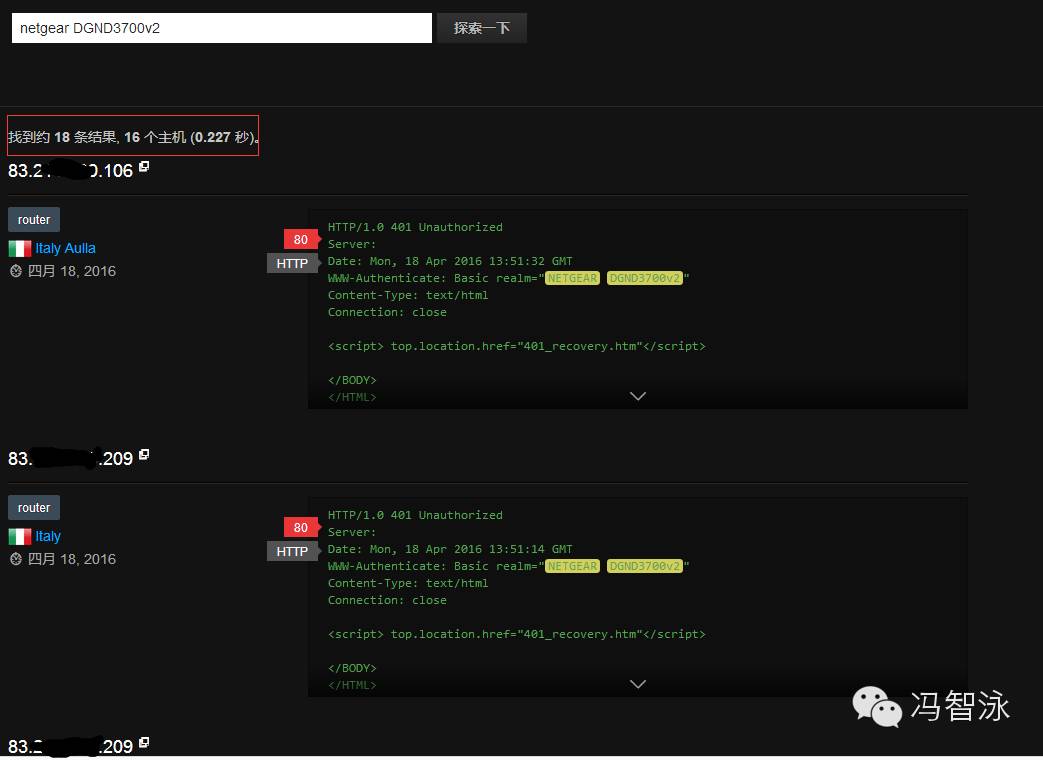 netgear DGND3700v2 探索一下
找到约 18 条结果, 16 个主机 (0.227 秒)。
83.2 0.106
router
Italy Aulla
四月 18, 2016
80
HTTP
HTTP/1.0 401 Unauthorized
Server:
Date: Mon, 18 Apr 2016 13:51:32 GMT
WWW-Authenticate: Basic realm="NETGEAR DGND3700v2"
Content-Type: text/html
Connection: close
<script> top.location.href="401_recovery.htm"</script>
</BODY>
</HTML>
83. .209
router
Italy
四月 18, 2016
80
HTTP
HTTP/1.0 401 Unauthorized
Server:
Date: Mon, 18 Apr 2016 13:51:14 GMT
WWW-Authenticate: Basic realm="NETGEAR DGND3700v2"
Content-Type: text/html
Connection: close
<script> top.location.href="401_recovery.htm"</script>
</BODY>
</HTML>
冯智泳
83.2 .209